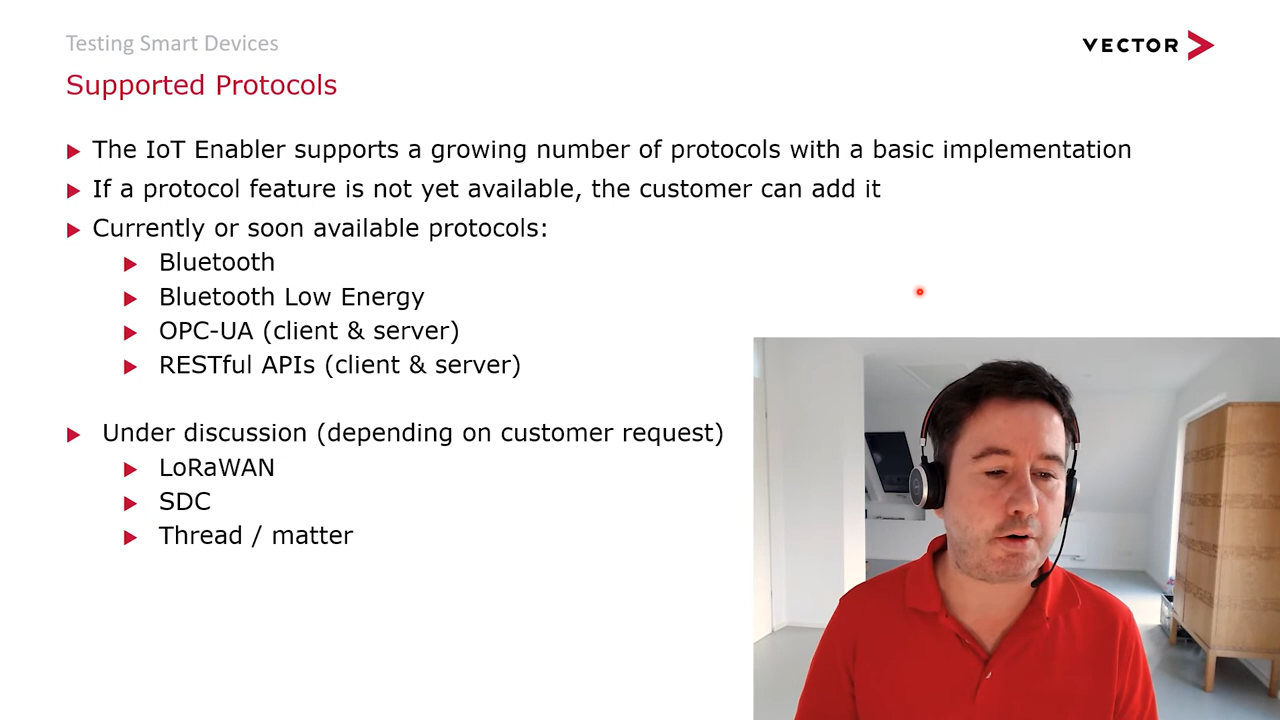 Testing Smart Devices
VECTOR
Supported Protocols
The IoT Enabler supports a growing number of protocols with a basic implementation
If a protocol feature is not yet available, the customer can add it
Currently or soon available protocols:
Bluetooth
Bluetooth Low Energy
OPC-UA (client & server)
RESTful APIs (client & server)
Under discussion (depending on customer request)
LoRaWAN
SDC
Thread / matter